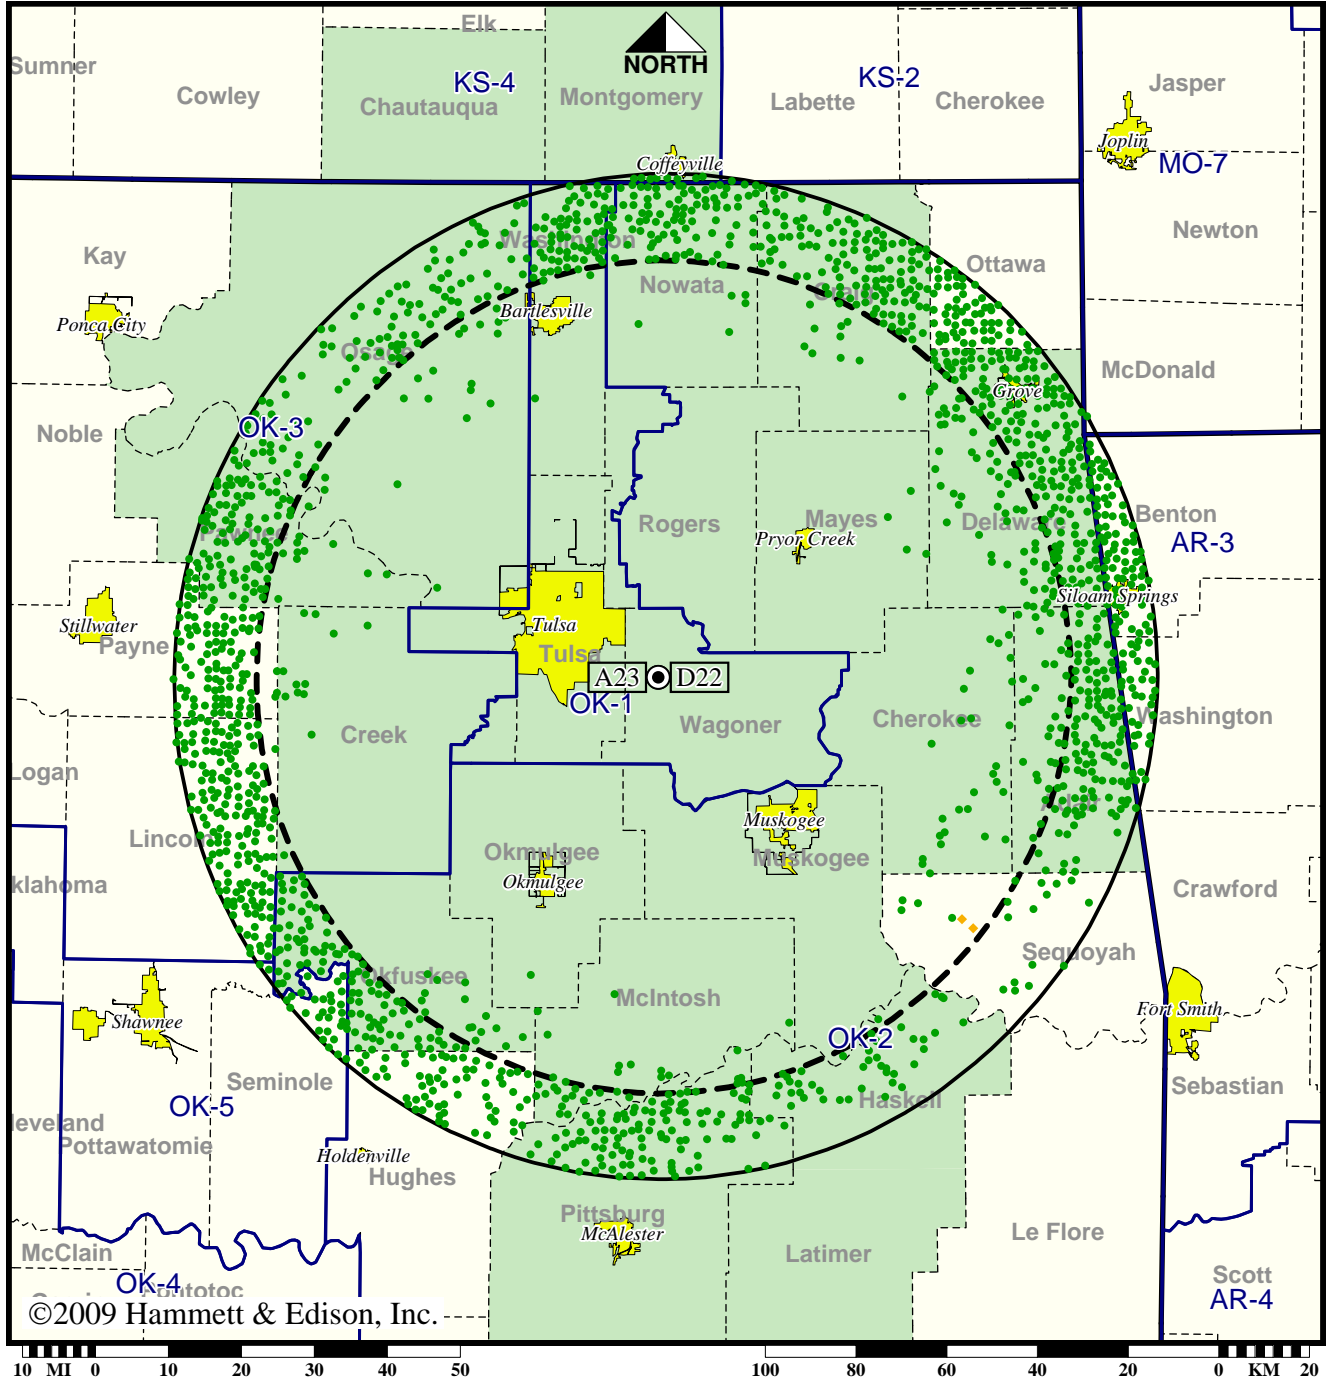 Elk
Sumner
KS-4
NORTH
KS-2
Jasper
Cowley
Chautauqua
Montgomery
Labette
Cherokee
Joplin
MO-7
Coffeyville
Newton
Washington
Kay
Ottawa
Nowata
Craig
Bartlesville
Ponca City
Osage
McDonald
Grove
OK-3
Noble
Benton
Rogers
Mayes
Delaware
Pawnee
Pryor Creek
AR-3
Siloam Springs
Stillwater
Tulsa
Payne
Tulsa
A23
D22
OK-1
Wagoner
Cherokee
Washington
Creek
Logan
Adair
Muskogee
Lincoln
Okmulgee
Muskogee
Okmulgee
klahoma
Crawford
Sequoyah
Okfuskee
McIntosh
Fort Smith
Shawnee
OK-2
Seminole
Sebastian
Haskell
OK-5
leveland
Pottawatomie
Holdenville
Hughes
Pittsburg
McAlester
Le Flore
McClain
Latimer
Scott
OK-4
AR-4
©2009 Hammett & Edison, Inc.
10 MI 0 10 20 30 40 50 100 80 60 40 20 0 KM 20